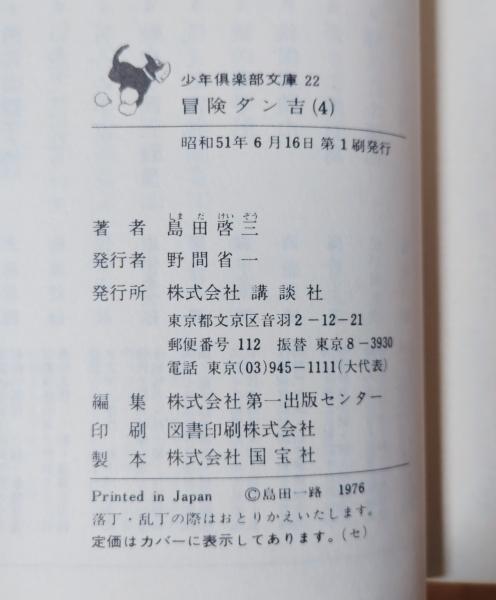 少年倶楽部文庫 22
冒険ダン吉(4)
昭和51年6月16日 第1刷発行
しま だ けい ぞう
著者 島田啓三
発行者 野間省一
発行所 株式会社 講談社
東京都文京区音羽2-12-21
郵便番号 112 振替 東京8-3930
電話 東京(03)945-1111(大代表)
編集 株式会社 第一出版センター
印刷 図書印刷株式会社
製本 株式会社 国宝社
Printed in Japan ©島田一路 1976
落丁・乱丁の際はおとりかえいたします。
定価はカバーに表示してあります。(セ)